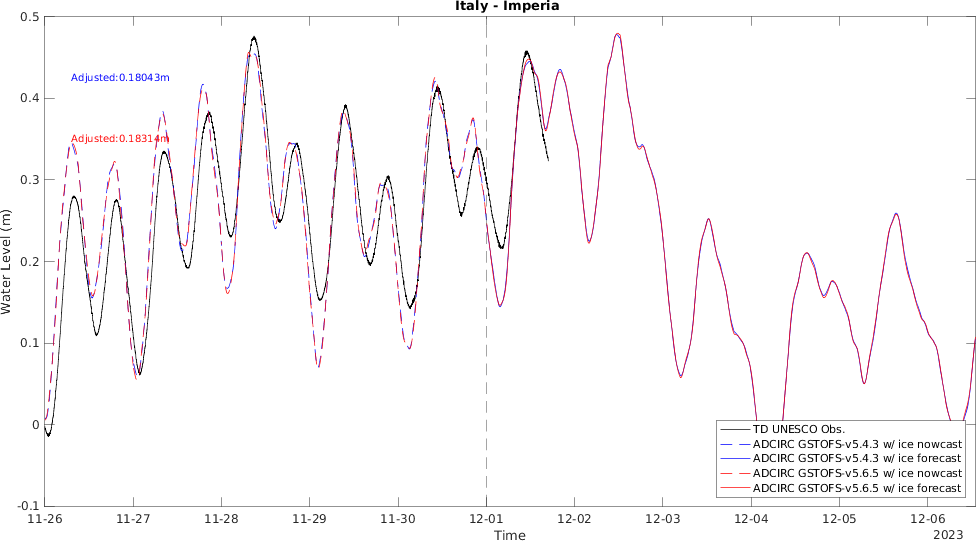 Italy - Imperia
0.5
0.4
0.3
0.2
0.1
0
-0.1
Water Level (m)
Adjusted:0.18043m
Adjusted:0.18314m
TD UNESCO Obs.
ADCIRC GSTOFS-v5.4.3 w/ ice nowcast
ADCIRC GSTOFS-v5.4.3 w/ ice forecast
ADCIRC GSTOFS-v5.6.5 w/ ice nowcast
ADCIRC GSTOFS-v5.6.5 w/ ice forecast
11-26 11-27 11-28 11-29 11-30 12-01 12-02 12-03 12-04 12-05 12-06
Time
2023